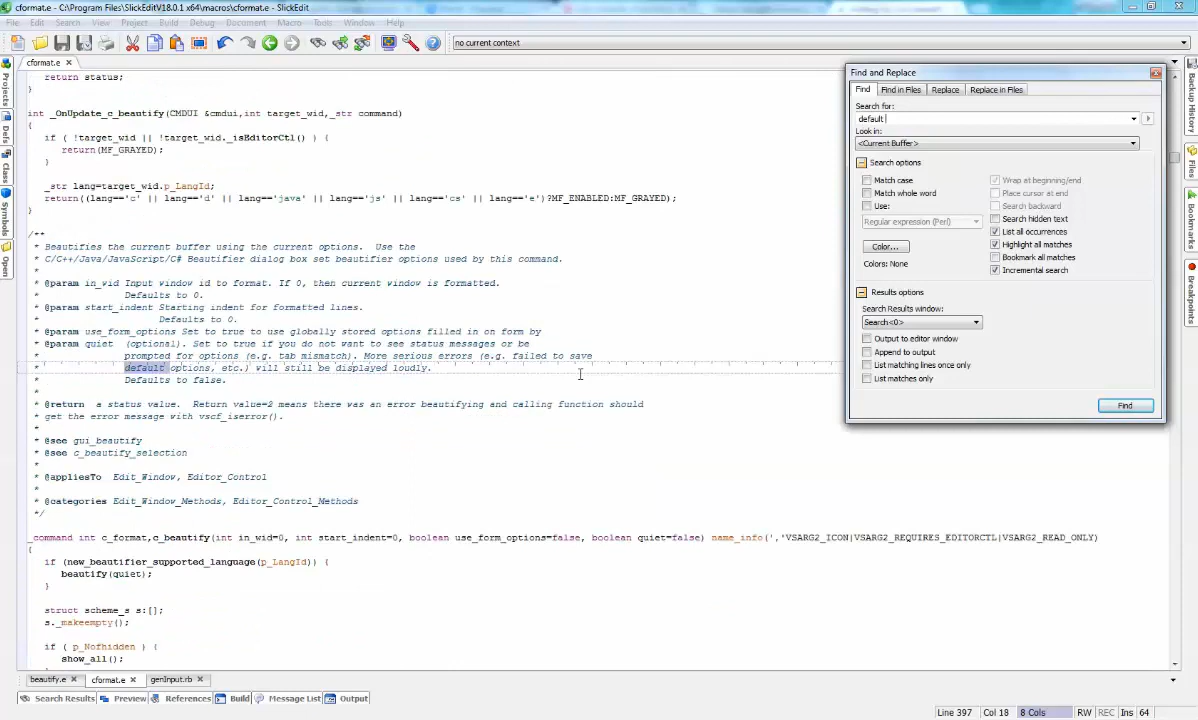 cformat.e - C:\Program Files\SlickEditV18.0.1 x64\macros\cformat.e - SlickEdit
File Edit Search View Project Build Debug Document Macro Tools Window Help
no current context
cformat.e
Projects
Defs
Class
Symbols
Open
return status;
}
int _OnUpdate_c_beautify(CMDUI &cmdui,int target_wid,_str command)
{
if ( !target_wid || !target_wid._isEditorCtl() ) {
return(MF_GRAYED);
}
_str lang=target_wid.p_LangId;
return((lang=='c' || lang=='d' || lang=='java' || lang=='js' || lang=='cs' || lang=='e')?MF_ENABLED:MF_GRAYED);
}
/**
* Beautifies the current buffer using the current options.  Use the
* C/C++/Java/JavaScript/C# Beautifier dialog box set beautifier options used by this command.
*
* @param in_wid Input window id to format. If 0, then current window is formatted.
* Defaults to 0.
* @param start_indent Starting indent for formatted lines.
* Defaults to 0.
* @param use_form_options Set to true to use globally stored options filled in on form by
* @param quiet  (optional). Set to true if you do not want to see status messages or be
* prompted for options (e.g. tab mismatch). More serious errors (e.g. failed to save
* default options, etc.) will still be displayed loudly.
* Defaults to false.
*
* @return  a status value.  Return value=2 means there was an error beautifying and calling function should
* get the error message with vscf_iserror().
*
* @see gui_beautify
* @see c_beautify_selection
*
* @appliesTo  Edit_Window, Editor_Control
*
* @categories Edit_Window_Methods, Editor_Control_Methods
*/
_command int c_format,c_beautify(int in_wid=0, int start_indent=0, boolean use_form_options=false, boolean quiet=false) name_info(','VSARG2_ICON|VSARG2_REQUIRES_EDITORCTL|VSARG2_READ_ONLY)
{
if (new_beautifier_supported_language(p_LangId)) {
beautify(quiet);
}
struct scheme_s s:[];
s._makeempty();
if ( p_Nofhidden ) {
show_all();
Find and Replace
Find Find in Files Replace Replace in Files
Search for:
default
Look in:
<Current Buffer>
Search options
Match case
Match whole word
Use:
Regular expression (Perl)
Color...
Colors: None
Wrap at beginning/end
Place cursor at end
Search backward
Search hidden text
List all occurrences
Highlight all matches
Bookmark all matches
Incremental search
Results options
Search Results window:
Search<0>
Output to editor window
Append to output
List matching lines once only
List matches only
Find
Backup History
Files
Bookmarks
Breakpoints
beautify.e cformat.e genInput.rb
Search Results Preview References Build Message List Output
Line 397 Col 18 8 Cols RW REC Ins 64